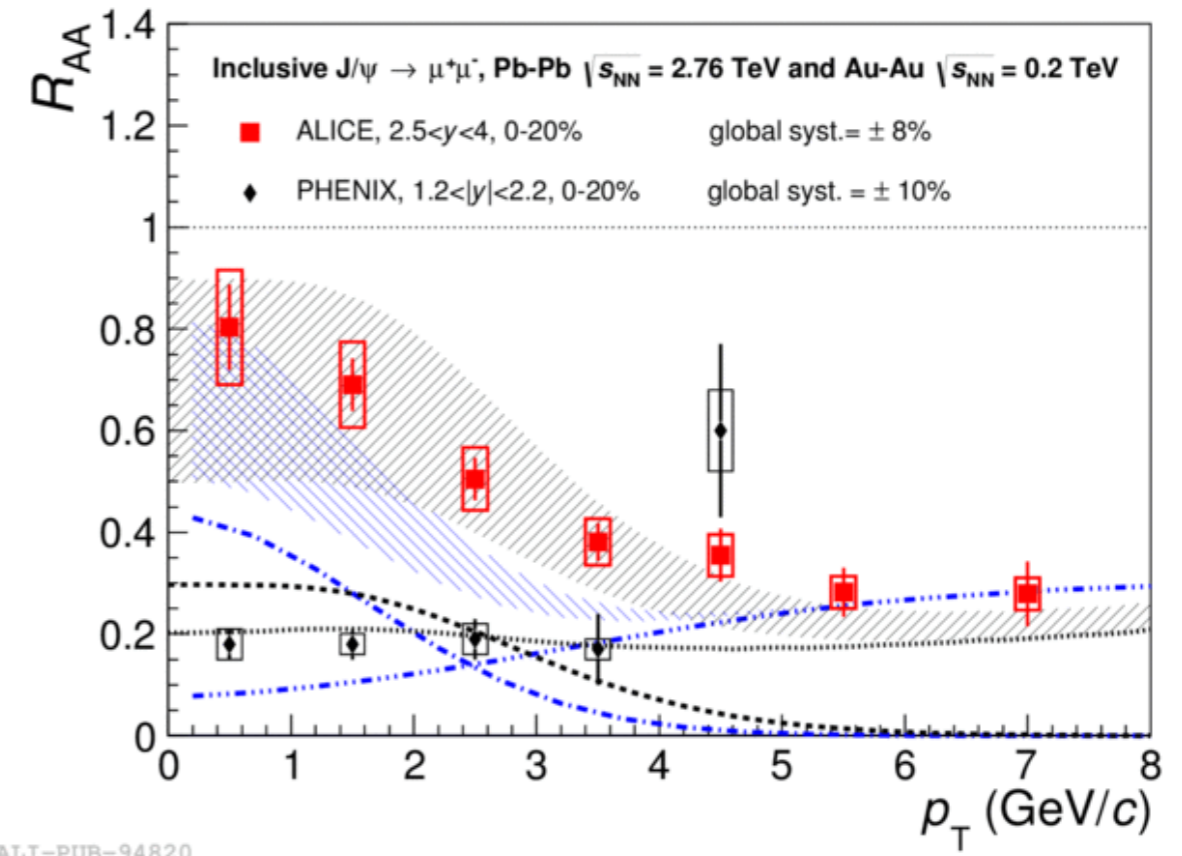 1.4
R_AA
Inclusive J/ψ → μ⁺μ⁻, Pb-Pb √s_NN = 2.76 TeV and Au-Au √s_NN = 0.2 TeV
1.2
ALICE, 2.5<y<4, 0-20% global syst.= ± 8%
PHENIX, 1.2<|y|<2.2, 0-20% global syst. = ± 10%
1
0.8
0.6
0.4
0.2
0
0 1 2 3 4 5 6 7 8
p_T (GeV/c)
ALI-PUB-94820